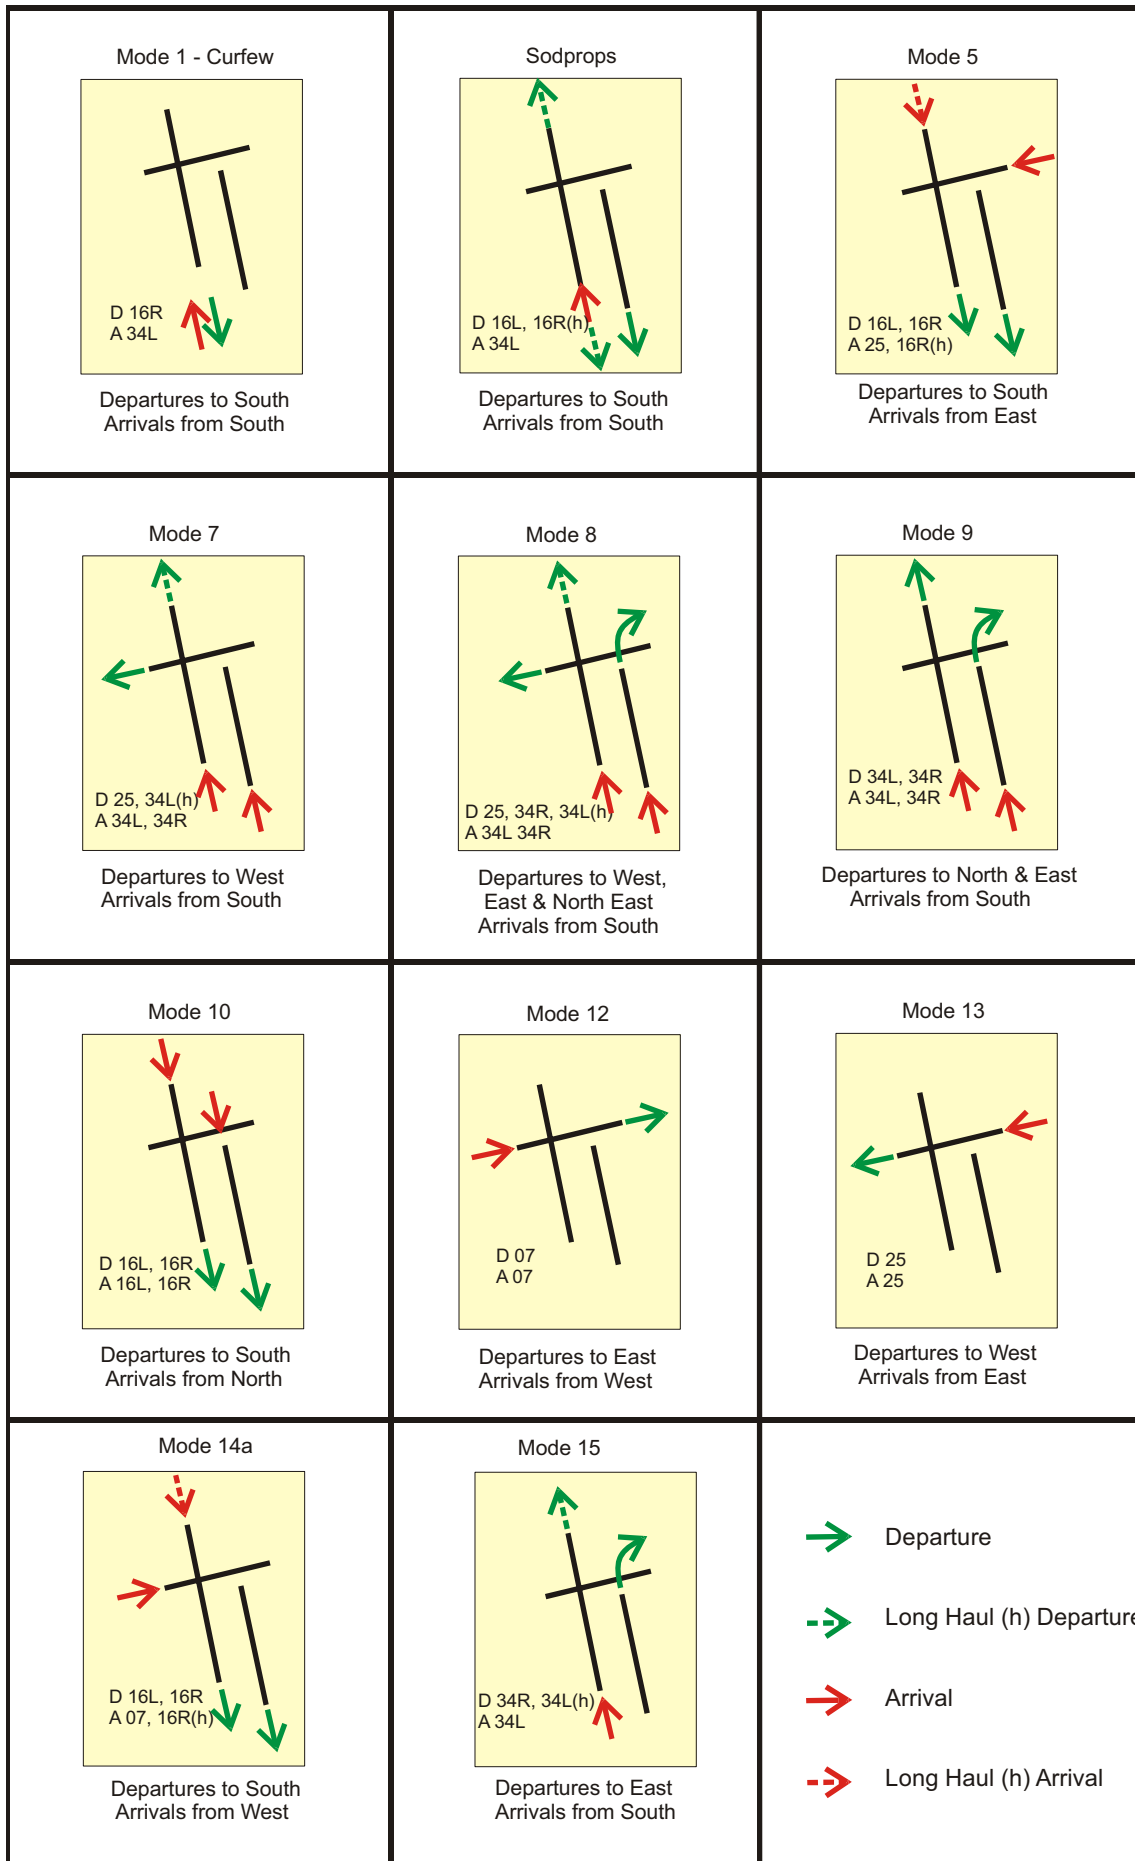 Mode 1 - Curfew
D 16R
A 34L
Departures to South
Arrivals from South
Sodprops
D 16L, 16R(h)
A 34L
Departures to South
Arrivals from South
Mode 5
D 16L, 16R
A 25, 16R(h)
Departures to South
Arrivals from East
Mode 7
D 25, 34L(h)
A 34L, 34R
Departures to West
Arrivals from South
Mode 8
D 25, 34R, 34L(h)
A 34L 34R
Departures to West,
East & North East
Arrivals from South
Mode 9
D 34L, 34R
A 34L, 34R
Departures to North & East
Arrivals from South
Mode 10
D 16L, 16R
A 16L, 16R
Departures to South
Arrivals from North
Mode 12
D 07
A 07
Departures to East
Arrivals from West
Mode 13
D 25
A 25
Departures to West
Arrivals from East
Mode 14a
D 16L, 16R
A 07, 16R(h)
Departures to South
Arrivals from West
Mode 15
D 34R, 34L(h)
A 34L
Departures to East
Arrivals from South
Departure
Long Haul (h) Departure
Arrival
Long Haul (h) Arrival